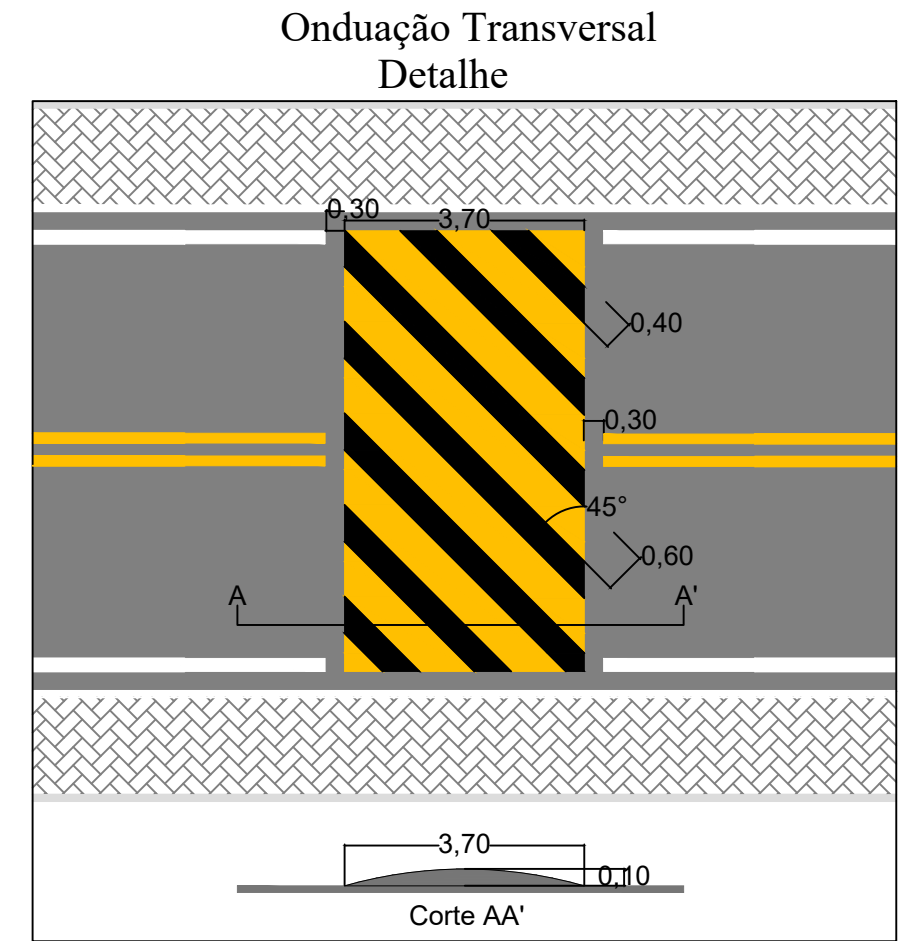 Onduação Transversal
Detalhe
0,30
3,70
0,40
0,30
45°
0,60
A
A'
3,70
0,10
Corte AA'